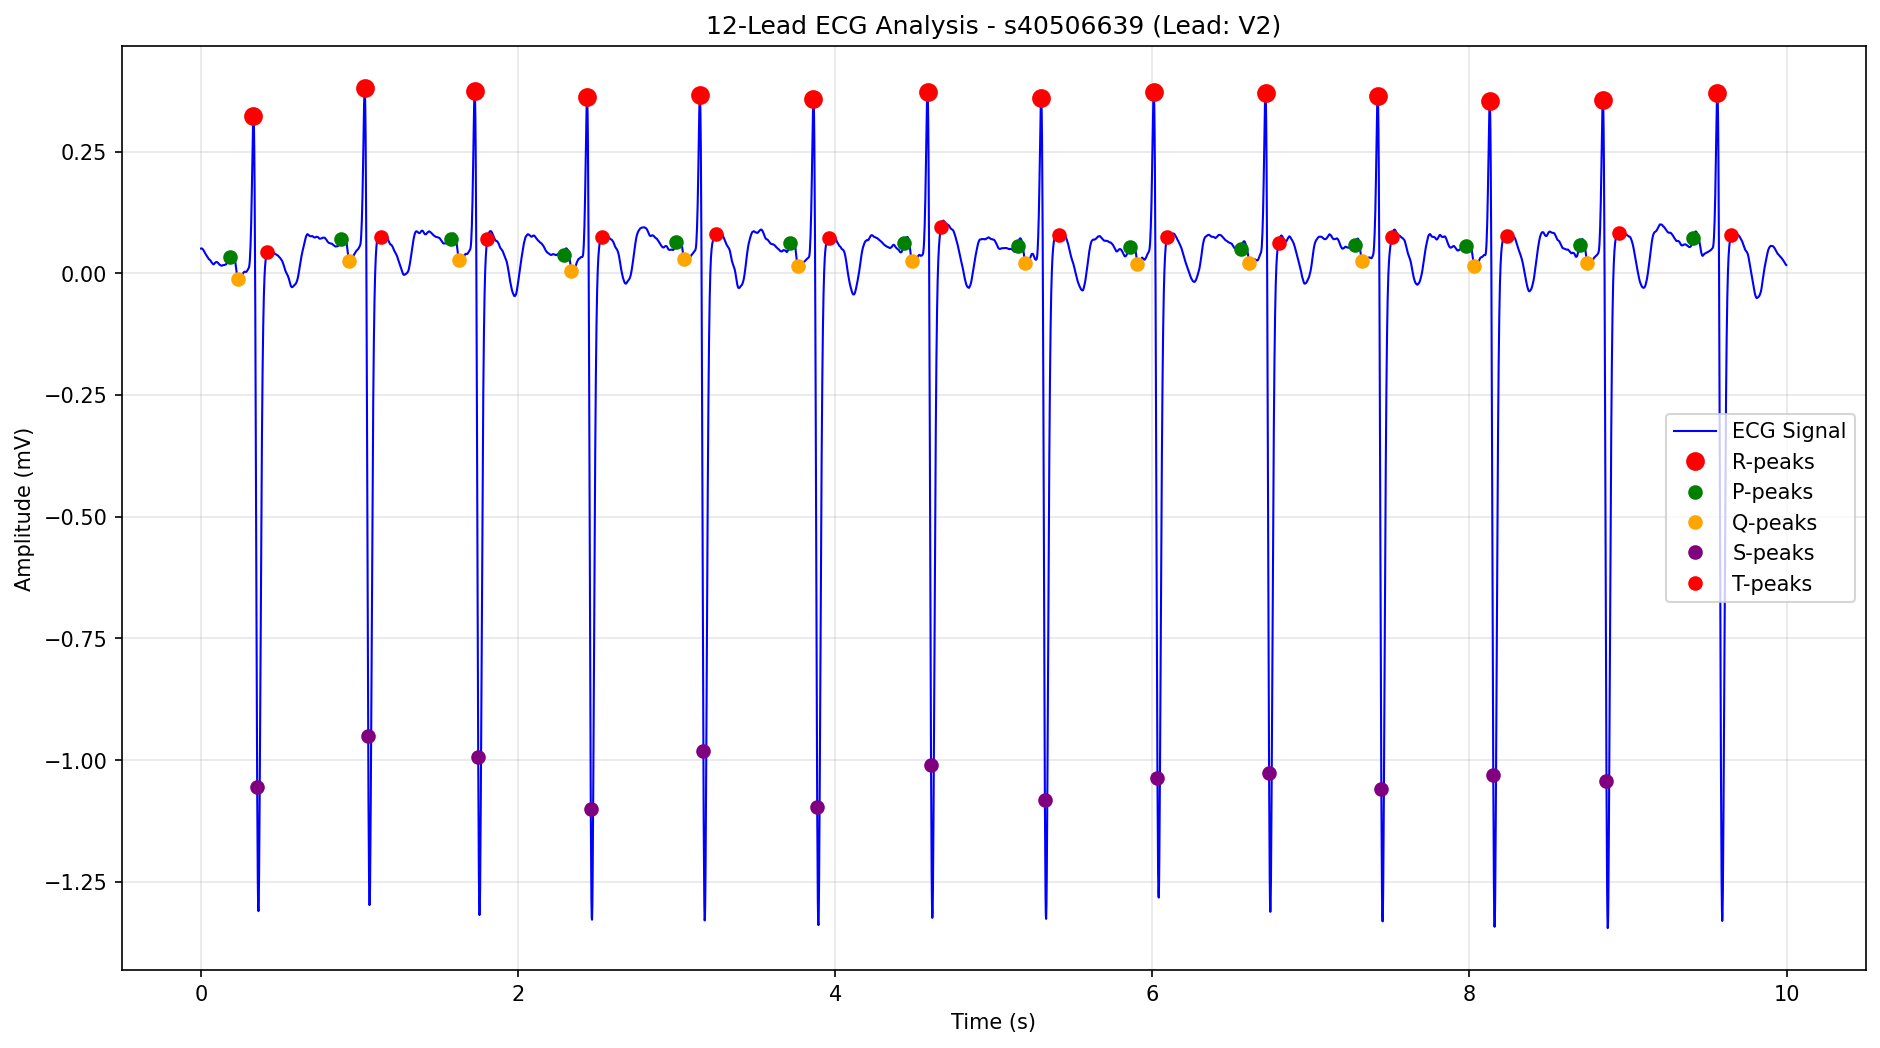 12-Lead ECG Analysis - s40506639 (Lead: V2)
0.25
0.00
−0.25
−0.50
−0.75
−1.00
−1.25
Amplitude (mV)
ECG Signal
R-peaks
P-peaks
Q-peaks
S-peaks
T-peaks
0 2 4 6 8 10
Time (s)